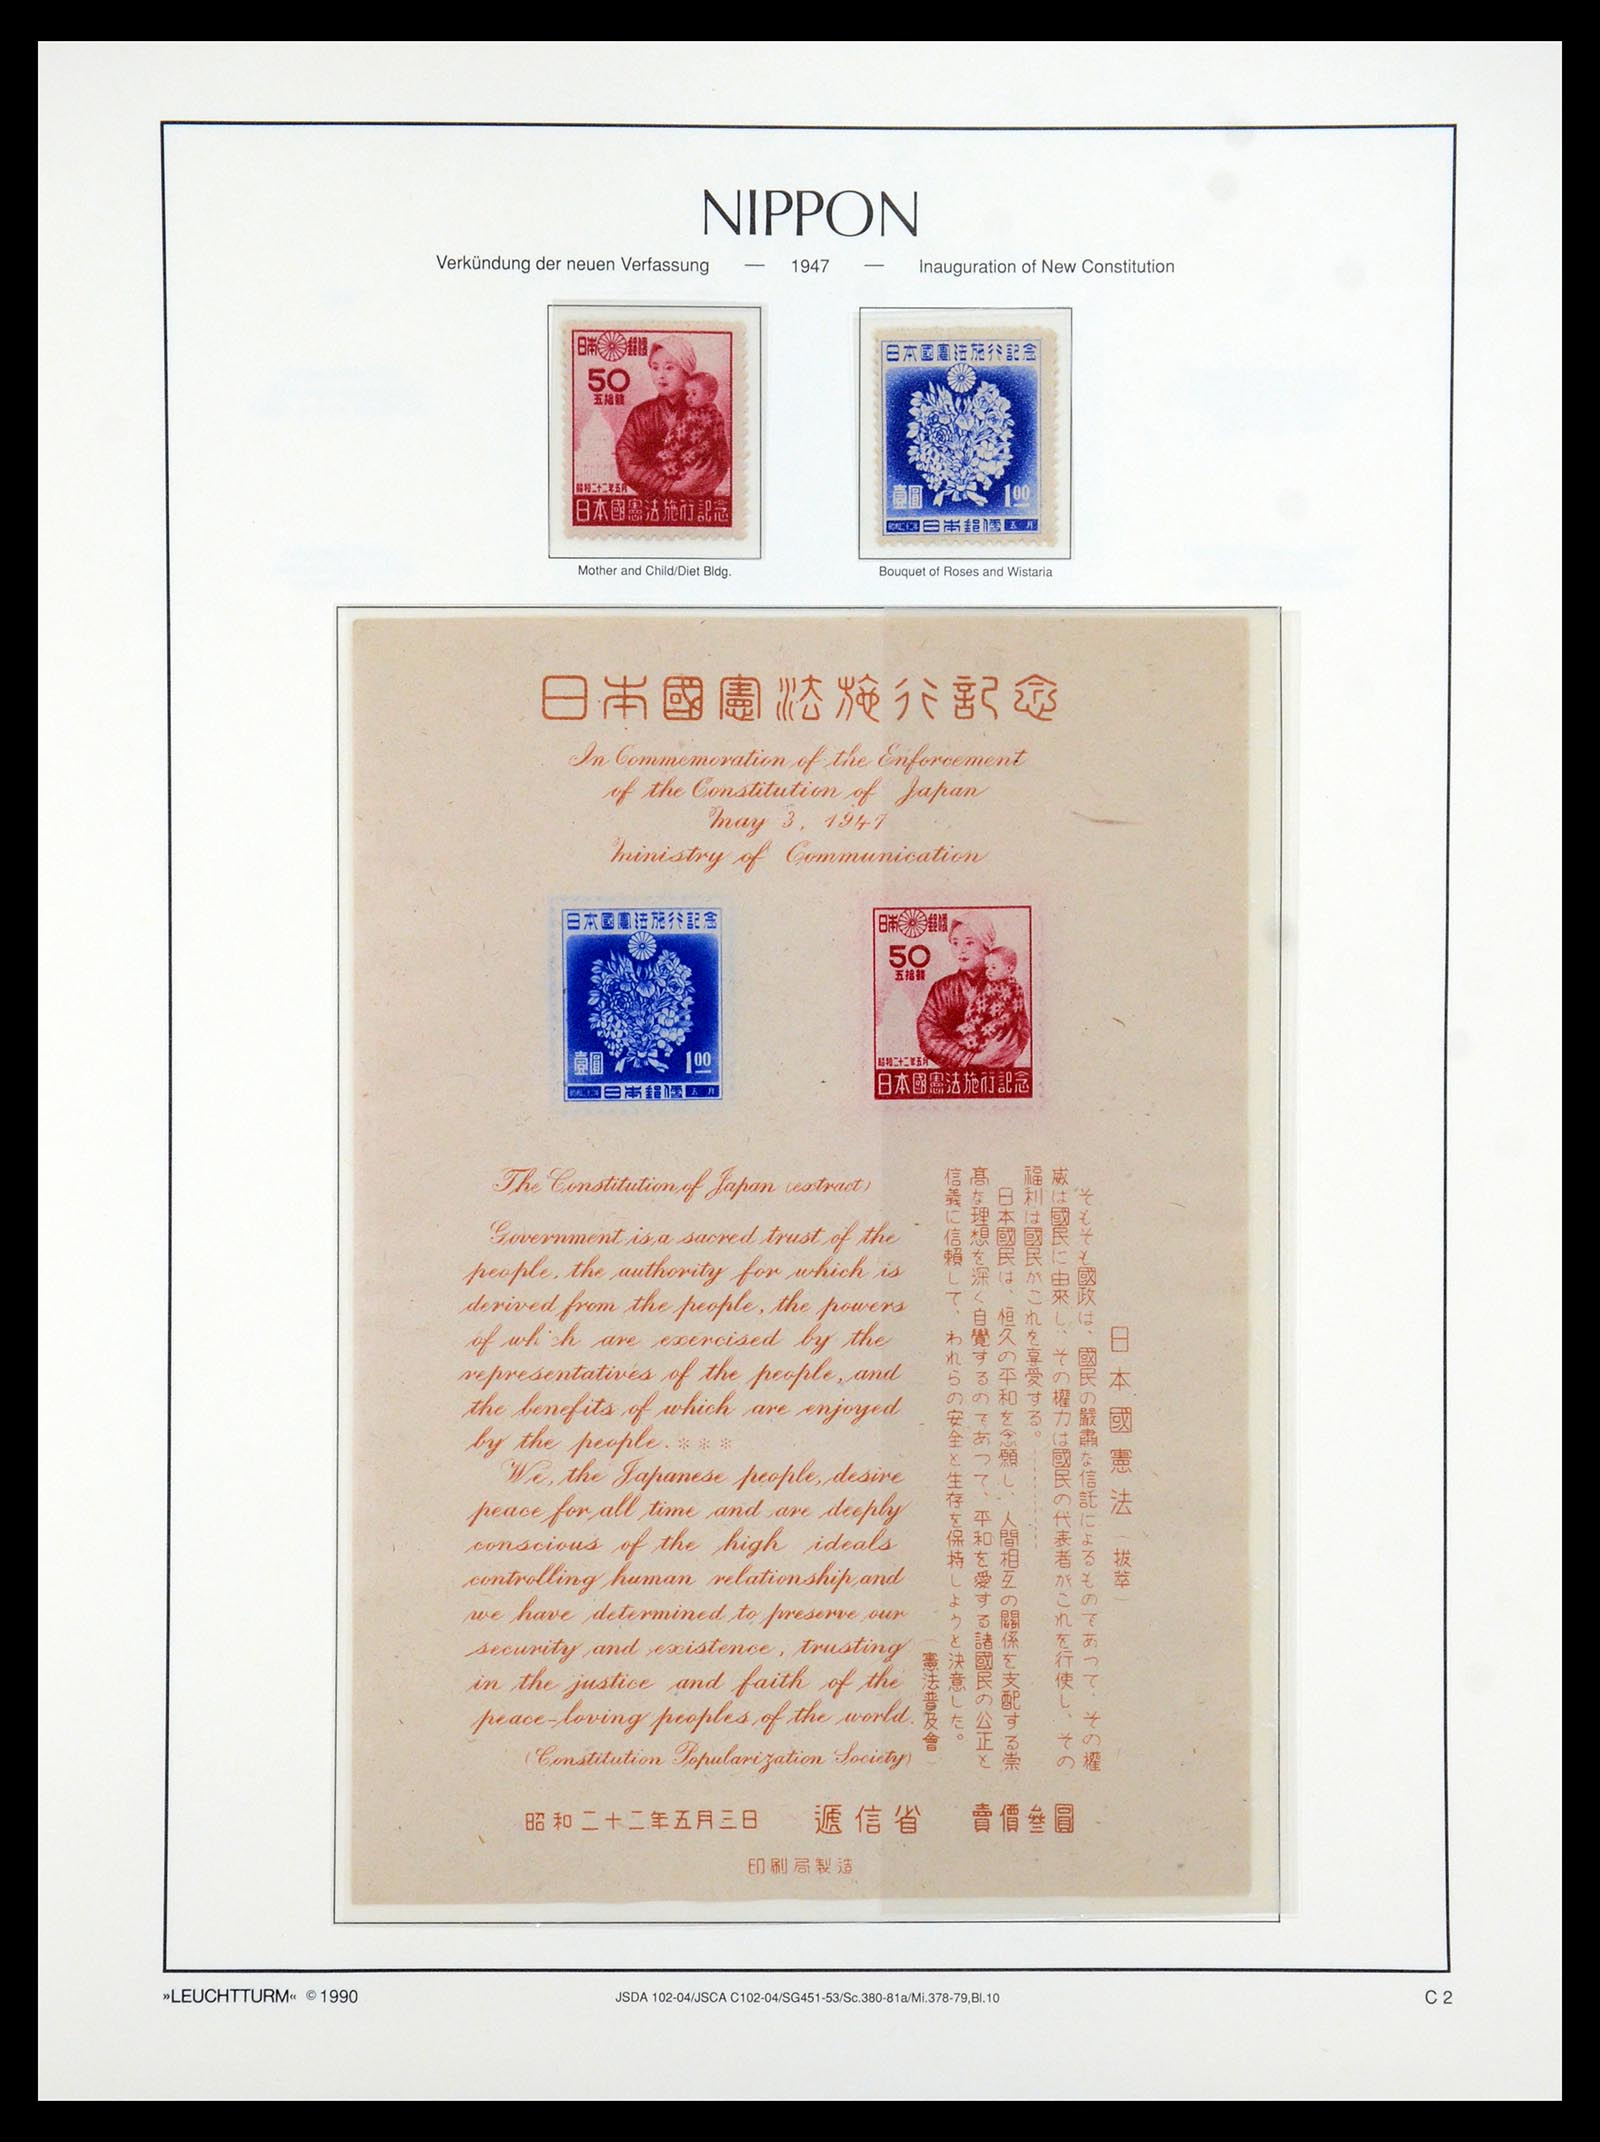 NIPPON
Verkündung der neuen Verfassung — 1947 — Inauguration of New Constitution
日本郵便
50
五拾錢
昭和二十二年五月
日本國憲法施行記念
日本國憲法施行記念
壹圓
1.00
日本郵便
五月
Mother and Child/Diet Bldg.
Bouquet of Roses and Wistaria
日本國憲法施行記念
In Commemoration of the Enforcement
of the Constitution of Japan
May 3, 1947
Ministry of Communication
日本國憲法施行記念
壹圓
1.00
日本郵便
五月
日本郵便
50
五拾錢
昭和二十二年五月
日本國憲法施行記念
The Constitution of Japan (extract)
Government is a sacred trust of the
people, the authority for which is
derived from the people, the powers
of which are exercised by the
representatives of the people, and
the benefits of which are enjoyed
by the people. ***
We, the Japanese people, desire
peace for all time and are deeply
conscious of the high ideals
controlling human relationship, and
we have determined to preserve our
security and existence, trusting
in the justice and faith of the
peace-loving peoples of the world.
(Constitution Popularization Society)
日本國憲法（拔萃）
そもそも國政は、國民の嚴肅な信託によるものであつて、その權
威は國民に由來し、その權力は國民の代表者がこれを行使し、その
福利は國民がこれを享受する。…………
日本國民は、恒久の平和を念願し、人間相互の關係を支配する崇
高な理想を深く自覺するのであつて、平和を愛する諸國民の公正と
信義に信賴して、われらの安全と生存を保持しようと決意した。
（憲法普及會）
昭和二十二年五月三日 遞信省 賣價叄圓
印刷局製造
»LEUCHTTURM« © 1990
JSDA 102-04/JSCA C102-04/SG451-53/Sc.380-81a/Mi.378-79,Bl.10
C 2